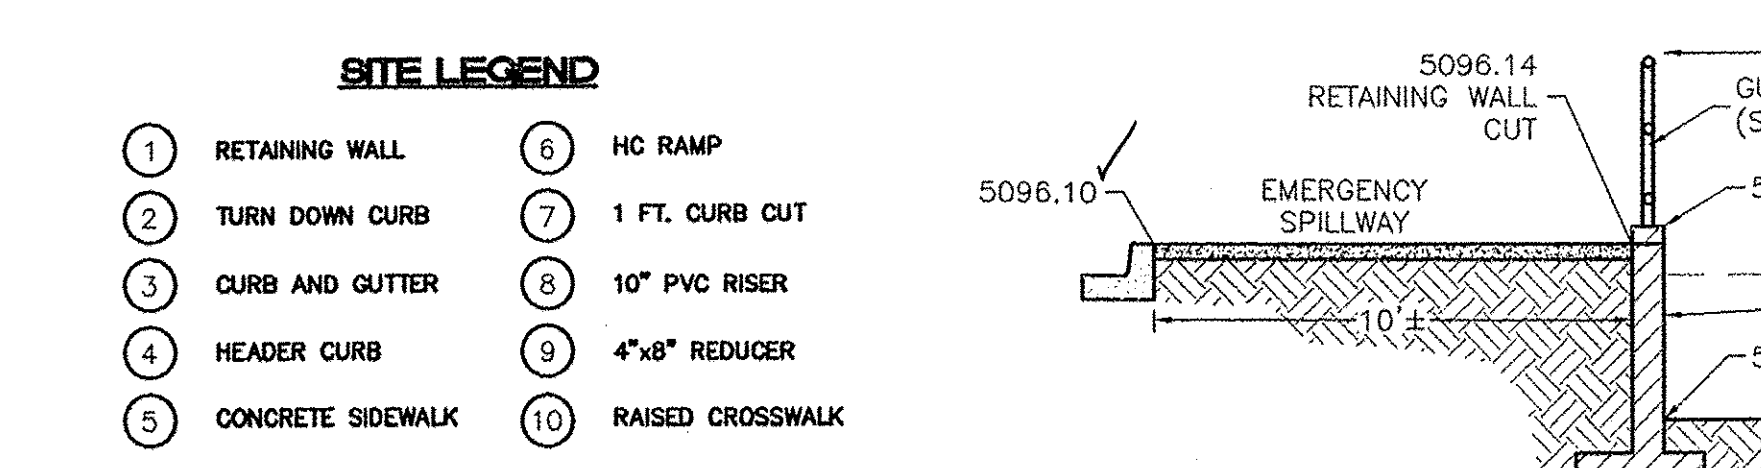 SITE LEGEND
1 RETAINING WALL
2 TURN DOWN CURB
3 CURB AND GUTTER
4 HEADER CURB
5 CONCRETE SIDEWALK
6 HC RAMP
7 1 FT. CURB CUT
8 10" PVC RISER
9 4"x8" REDUCER
10 RAISED CROSSWALK
5096.14
RETAINING WALL
CUT
5096.10
EMERGENCY
SPILLWAY
10'±